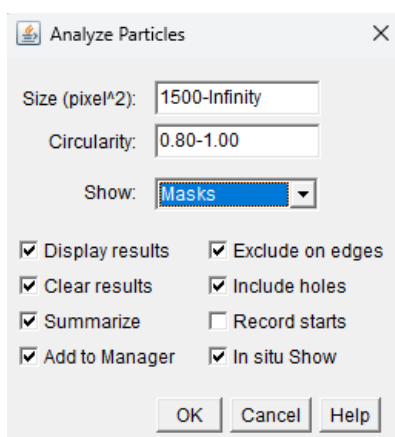 Analyze Particles
Size (pixel^2): 1500-Infinity
Circularity: 0.80-1.00
Show: Masks
Display results Exclude on edges
Clear results Include holes
Summarize Record starts
Add to Manager In situ Show
OK Cancel Help